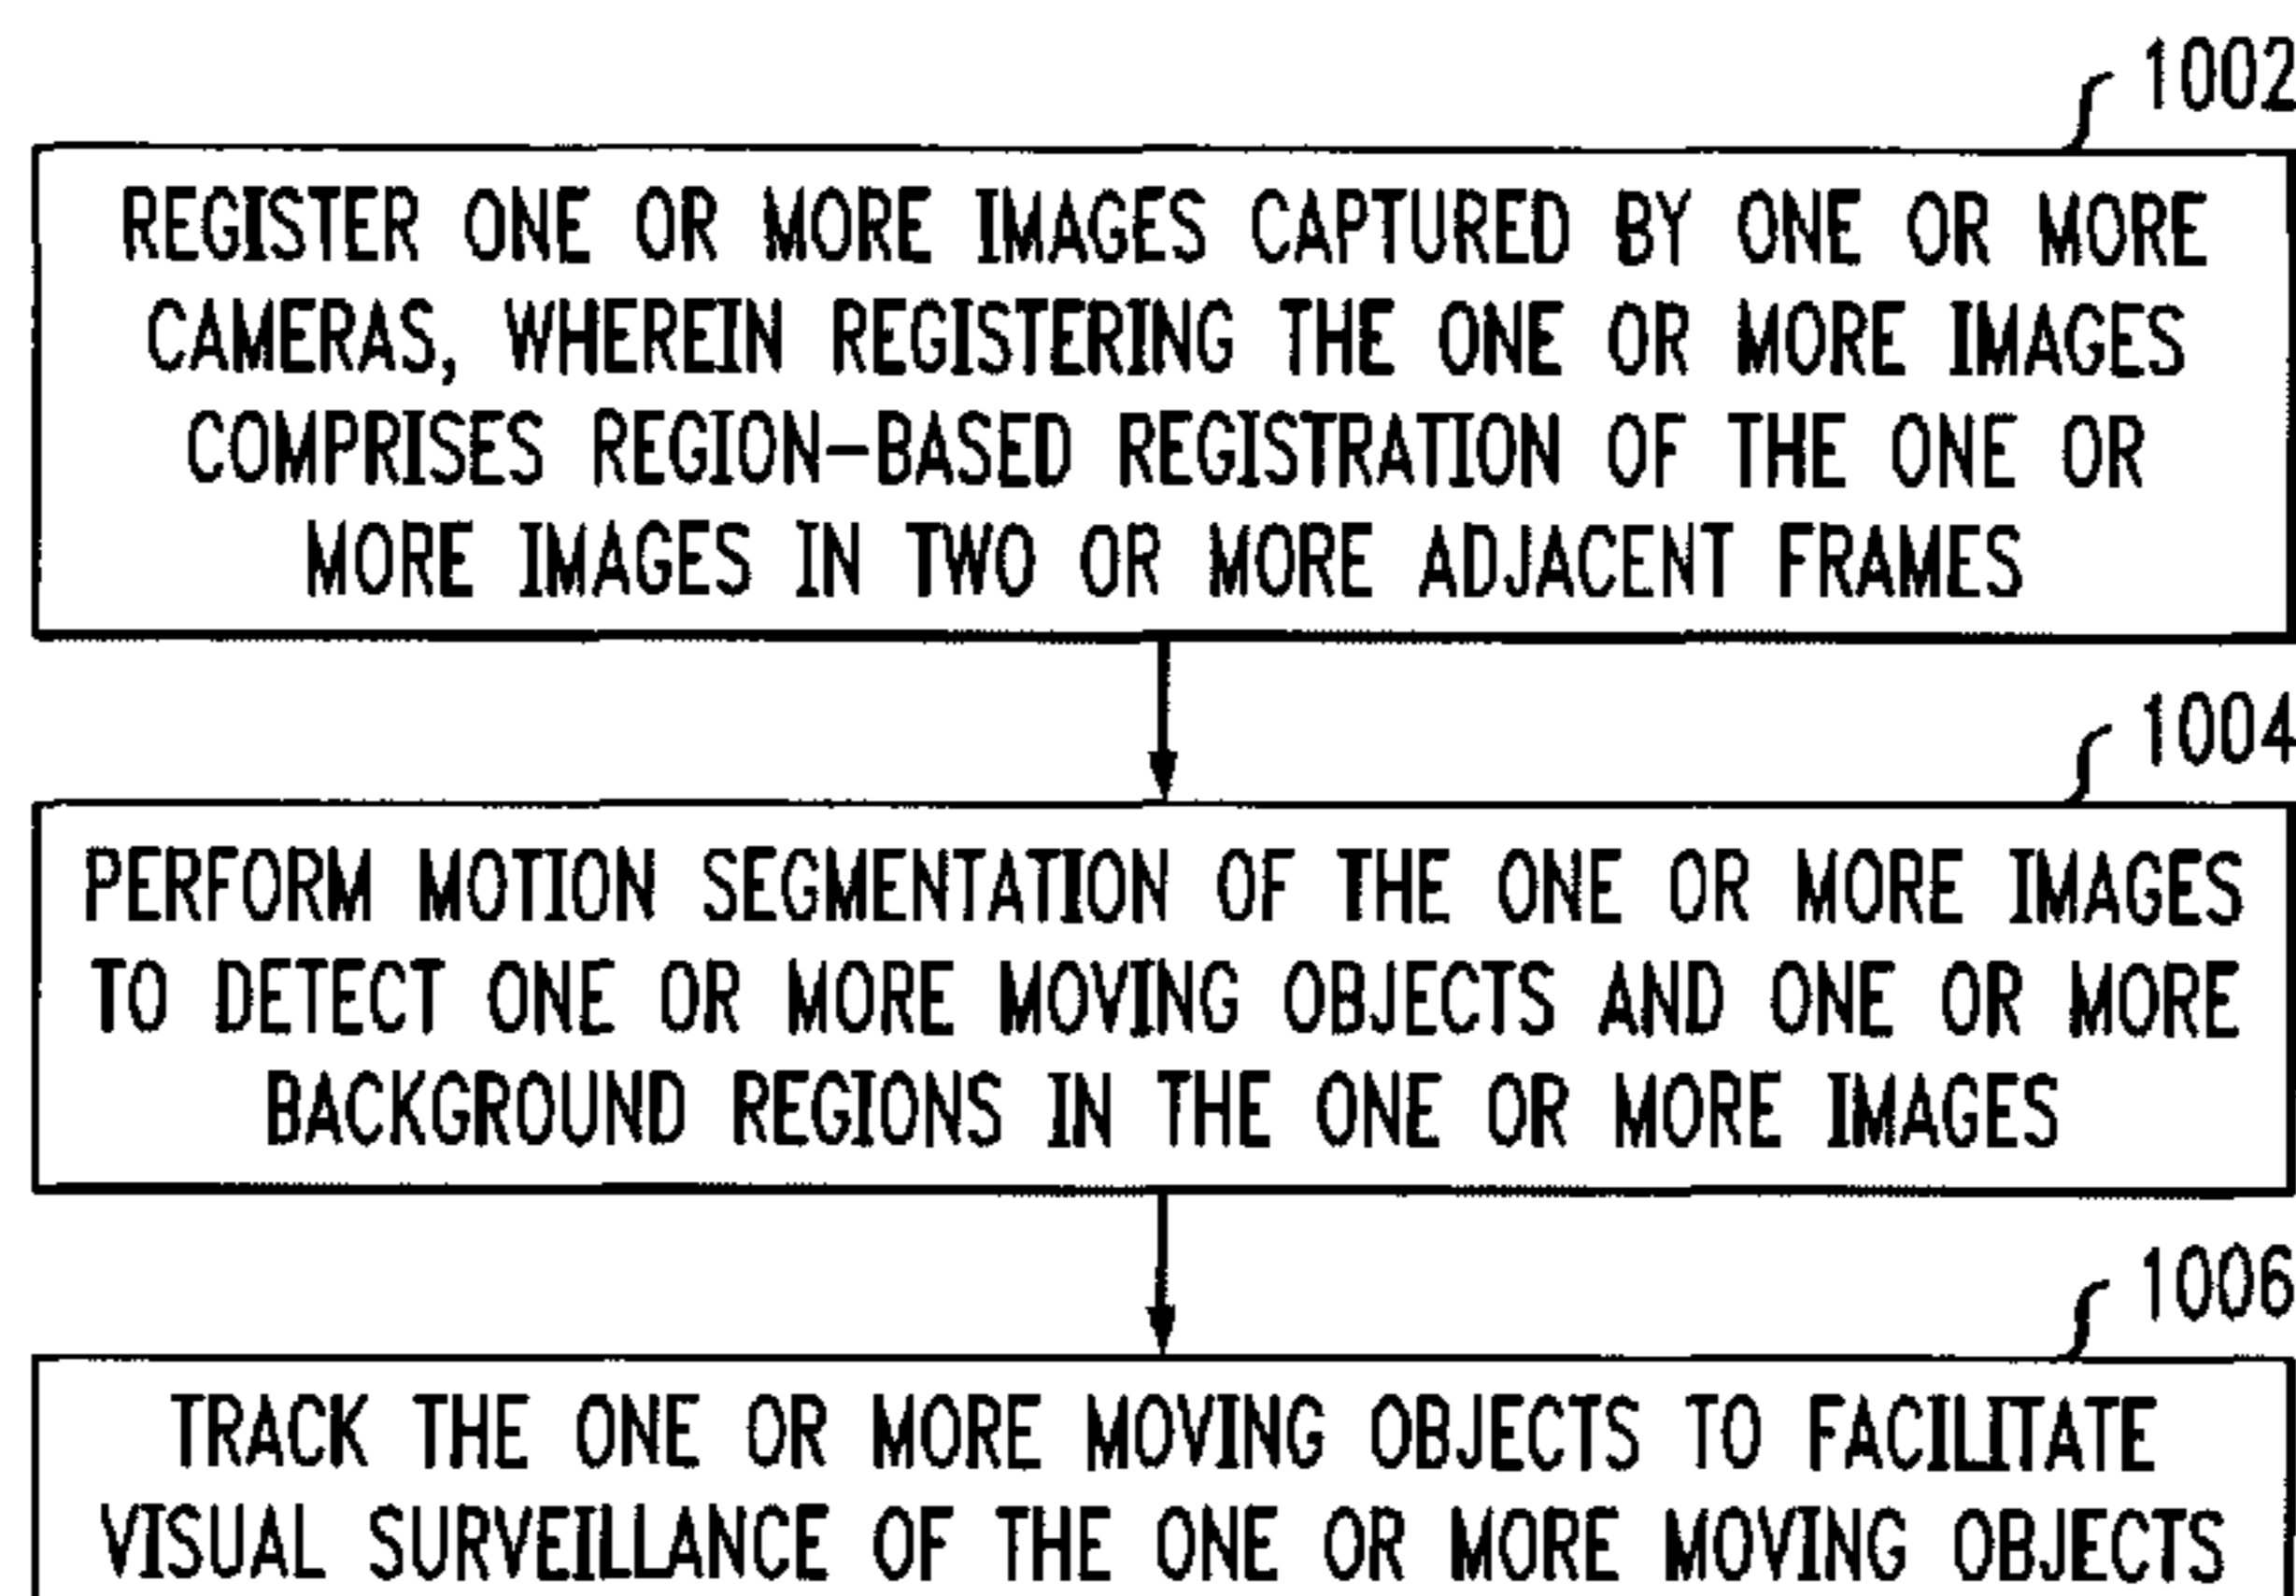 1002
REGISTER ONE OR MORE IMAGES CAPTURED BY ONE OR MORE
CAMERAS, WHEREIN REGISTERING THE ONE OR MORE IMAGES
COMPRISES REGION-BASED REGISTRATION OF THE ONE OR
MORE IMAGES IN TWO OR MORE ADJACENT FRAMES
1004
PERFORM MOTION SEGMENTATION OF THE ONE OR MORE IMAGES
TO DETECT ONE OR MORE MOVING OBJECTS AND ONE OR MORE
BACKGROUND REGIONS IN THE ONE OR MORE IMAGES
1006
TRACK THE ONE OR MORE MOVING OBJECTS TO FACILITATE
VISUAL SURVEILLANCE OF THE ONE OR MORE MOVING OBJECTS